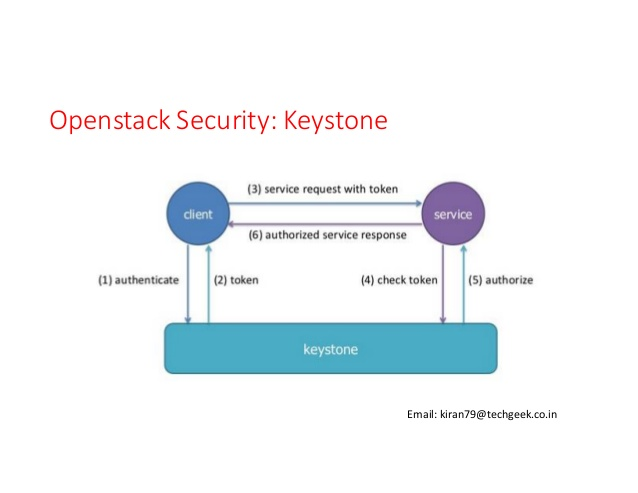 Openstack Security: Keystone
(3) service request with token
client
service
(6) authorized service response
(1) authenticate
(2) token
(4) check token
(5) authorize
keystone
Email: kiran79@techgeek.co.in